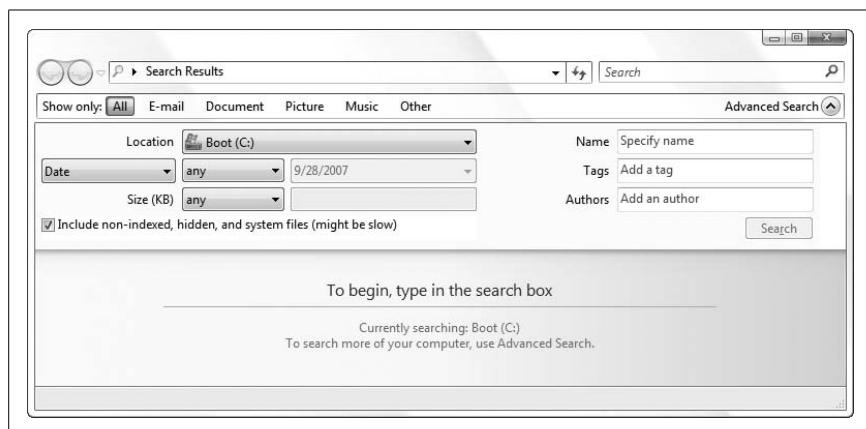 Search Results
Search
Show only: All E-mail Document Picture Music Other Advanced Search
Location Boot (C:) Name Specify name
Date any 9/28/2007 Tags Add a tag
Size (KB) any Authors Add an author
Include non-indexed, hidden, and system files (might be slow)
Search
To begin, type in the search box
Currently searching: Boot (C:)
To search more of your computer, use Advanced Search.